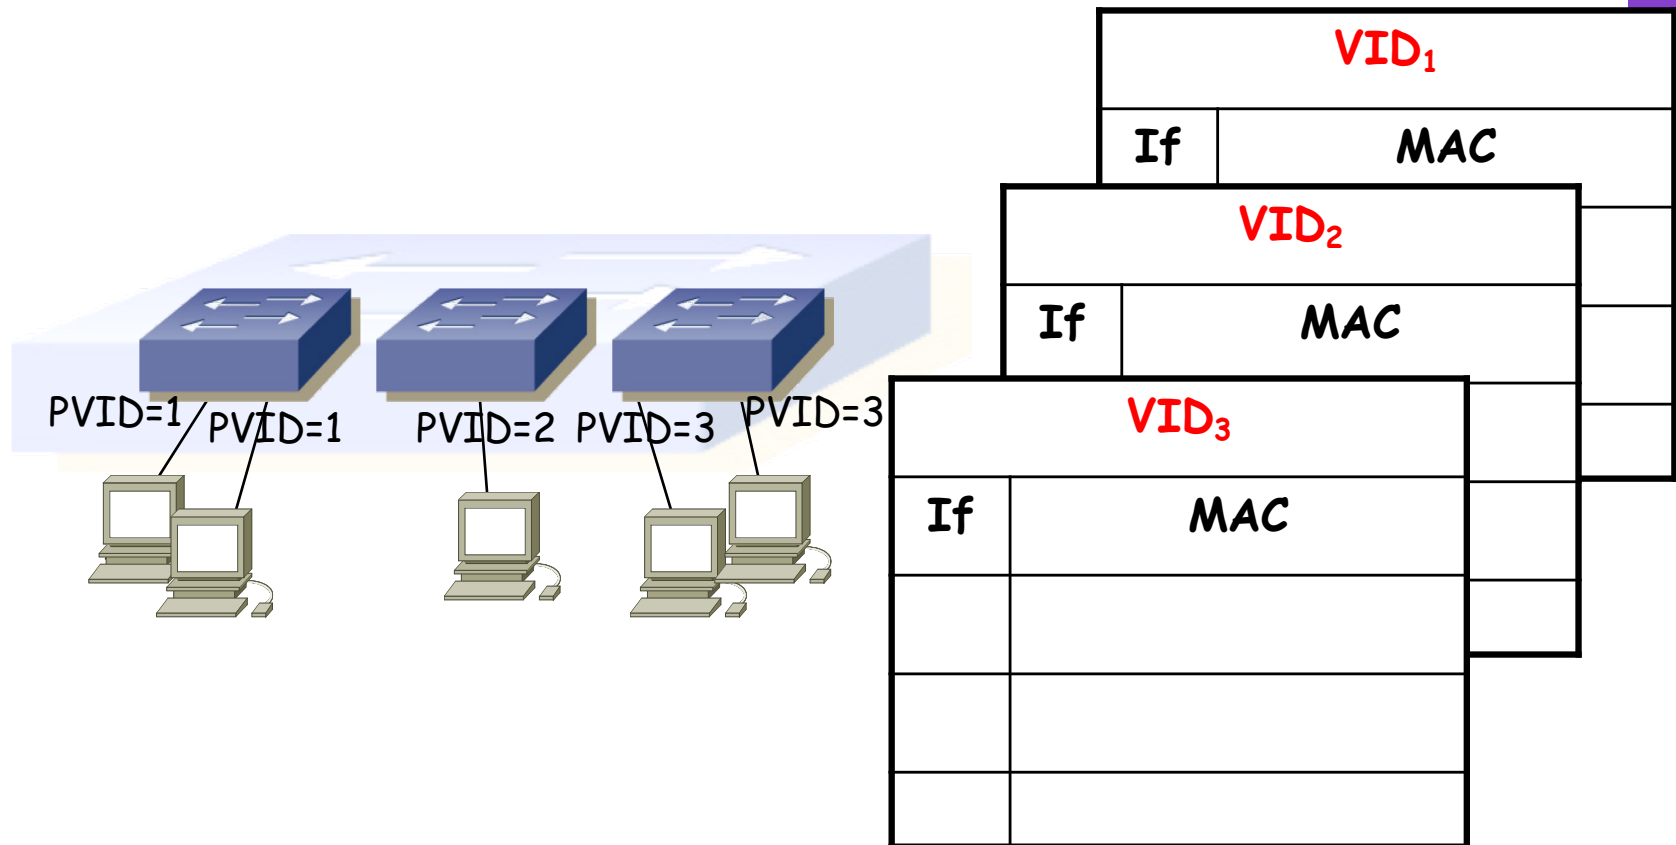 VID₁
If MAC
VID₂
If MAC
VID₃
If MAC
PVID=1 PVID=1 PVID=2 PVID=3 PVID=3